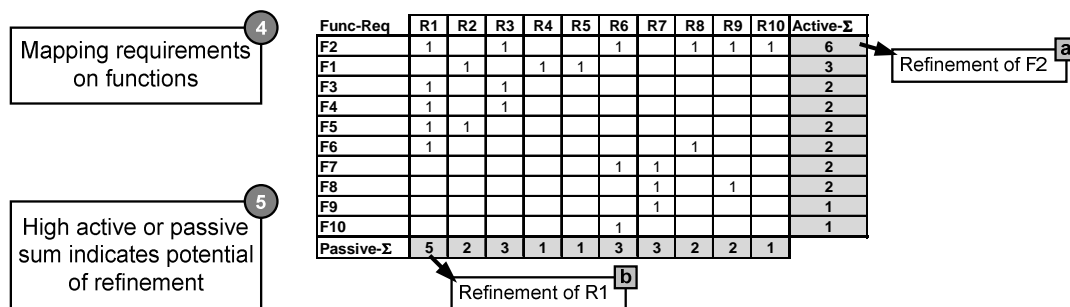 4
Mapping requirements
on functions
Func-Req R1 R2 R3 R4 R5 R6 R7 R8 R9 R10 Active-Σ
F2 1 1 1 1 1 1 6
F1 1 1 1 3
F3 1 1 2
F4 1 1 2
F5 1 1 2
F6 1 1 2
F7 1 1 2
F8 1 1 2
F9 1 1
F10 1 1
Passive-Σ 5 2 3 1 1 3 3 2 2 1
a
Refinement of F2
5
High active or passive
sum indicates potential
of refinement
b
Refinement of R1